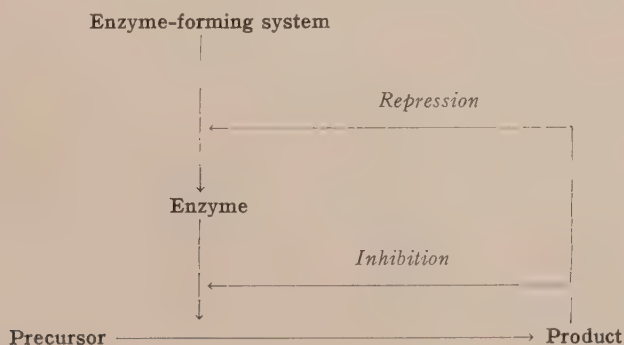 Enzyme-forming system
Repression
Enzyme
Inhibition
Precursor Product